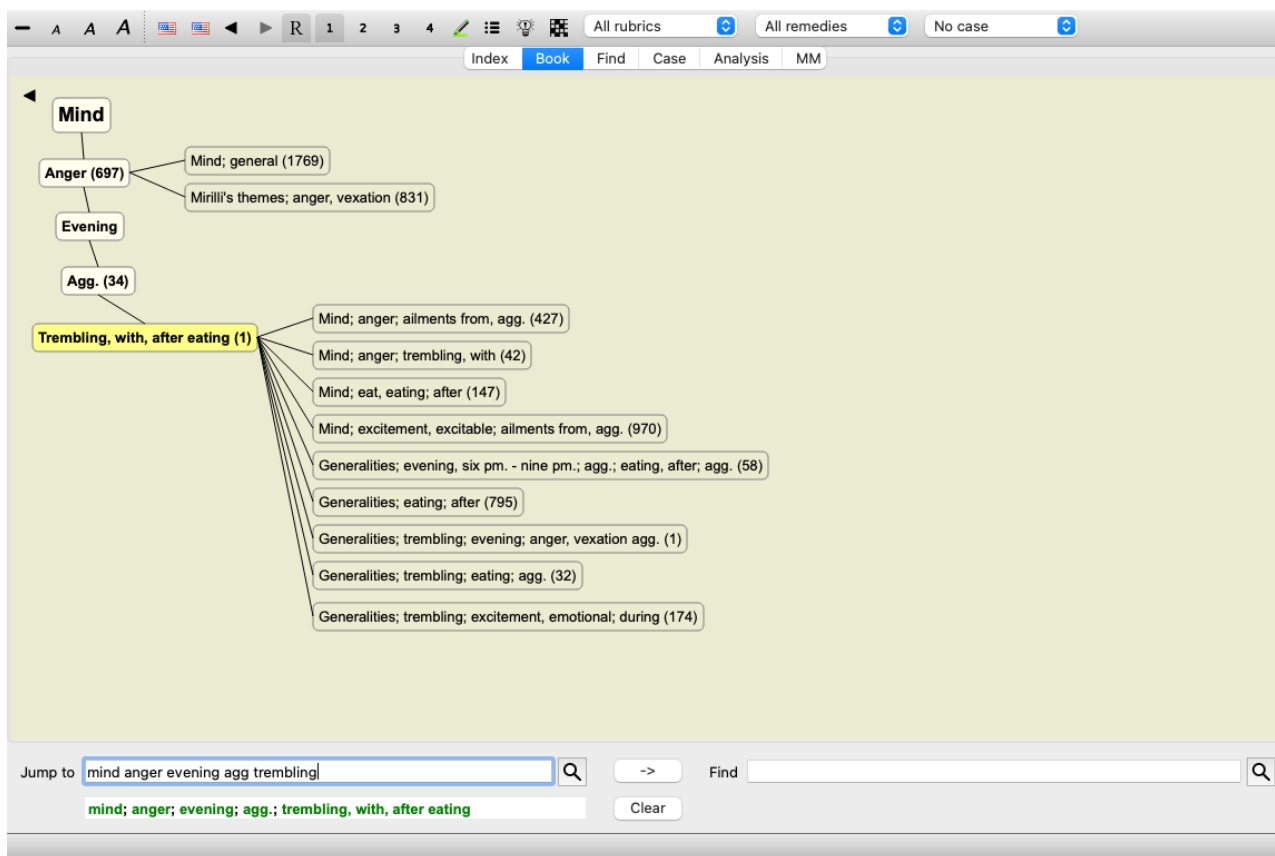 A A A R 1 2 3 4 All rubrics All remedies No case
Index Book Find Case Analysis MM
Mind
Anger (697)
Mind; general (1769)
Mirilli's themes; anger, vexation (831)
Evening
Agg. (34)
Trembling, with, after eating (1)
Mind; anger; ailments from, agg. (427)
Mind; anger; trembling, with (42)
Mind; eat, eating; after (147)
Mind; excitement, excitable; ailments from, agg. (970)
Generalities; evening, six pm. - nine pm.; agg.; eating, after; agg. (58)
Generalities; eating; after (795)
Generalities; trembling; evening; anger, vexation agg. (1)
Generalities; trembling; eating; agg. (32)
Generalities; trembling; excitement, emotional; during (174)
Jump to mind anger evening agg trembling -> Find
mind; anger; evening; agg.; trembling, with, after eating Clear